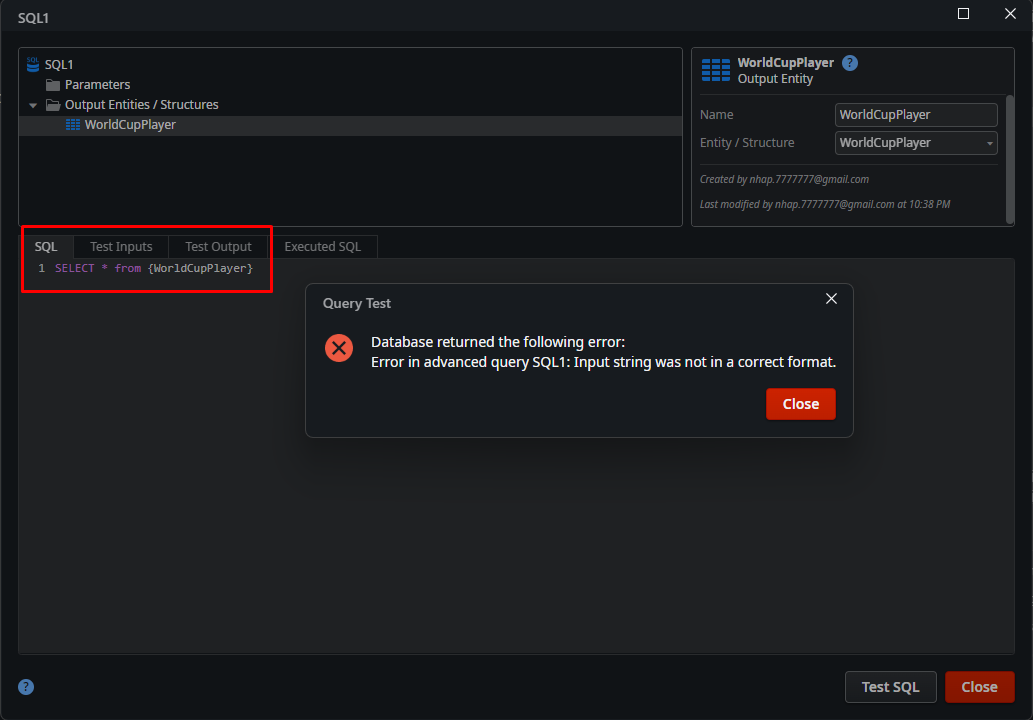 SQL1
SQL
SQL1
Parameters
Output Entities / Structures
WorldCupPlayer
WorldCupPlayer
?
Output Entity
Name
WorldCupPlayer
Entity / Structure
WorldCupPlayer
Created by nhap.7777777@gmail.com
Last modified by nhap.7777777@gmail.com at 10:38 PM
SQL
Test Inputs
Test Output
Executed SQL
1 SELECT * from {WorldCupPlayer}
Query Test
Database returned the following error:
Error in advanced query SQL1: Input string was not in a correct format.
Close
?
Test SQL
Close